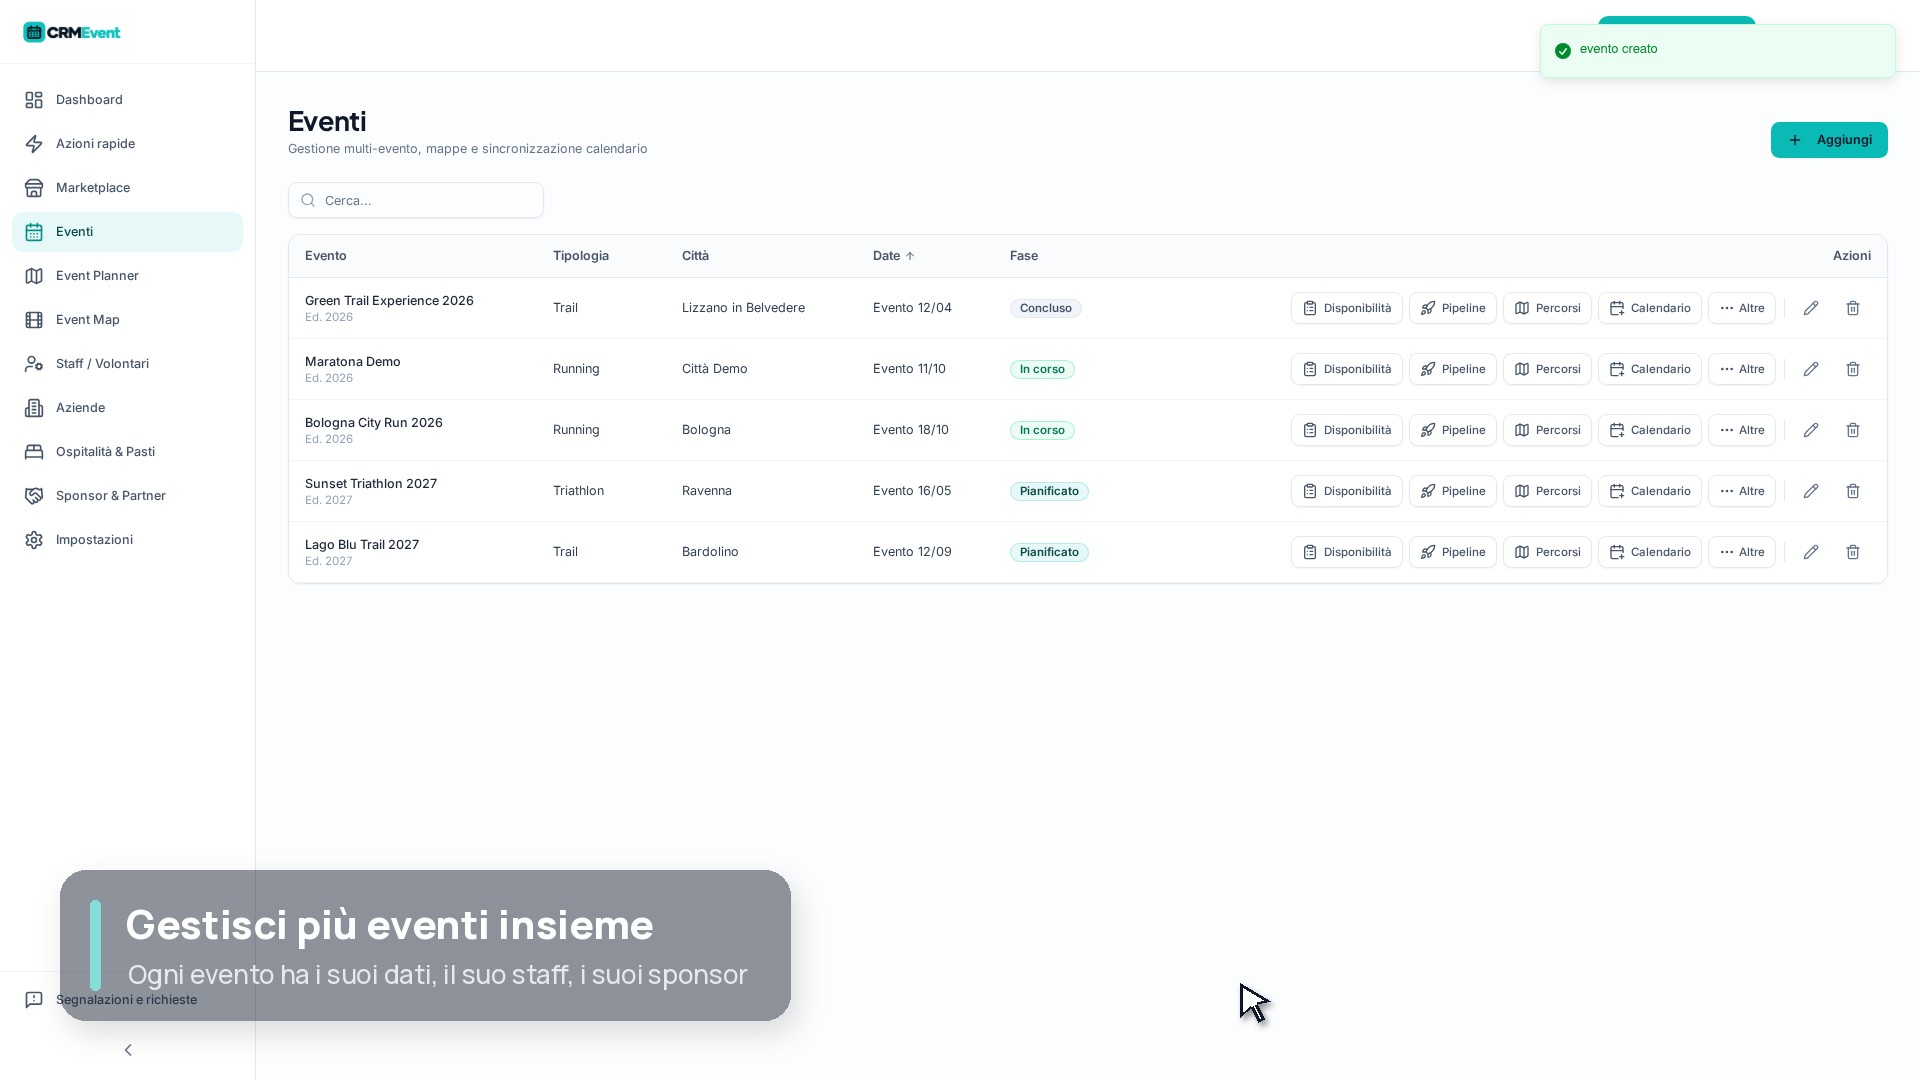 CRMEvent
evento creato
Dashboard
Azioni rapide
Marketplace
Eventi
Event Planner
Event Map
Staff / Volontari
Aziende
Ospitalità & Pasti
Sponsor & Partner
Impostazioni
Segnalazioni e richieste
Eventi
Gestione multi-evento, mappe e sincronizzazione calendario
Aggiungi
Cerca...
Evento Tipologia Città Date Fase Azioni
Green Trail Experience 2026 Trail Lizzano in Belvedere Evento 12/04 Concluso Disponibilità Pipeline Percorsi Calendario Altre
Ed. 2026
Maratona Demo Running Città Demo Evento 11/10 In corso Disponibilità Pipeline Percorsi Calendario Altre
Ed. 2026
Bologna City Run 2026 Running Bologna Evento 18/10 In corso Disponibilità Pipeline Percorsi Calendario Altre
Ed. 2026
Sunset Triathlon 2027 Triathlon Ravenna Evento 16/05 Pianificato Disponibilità Pipeline Percorsi Calendario Altre
Ed. 2027
Lago Blu Trail 2027 Trail Bardolino Evento 12/09 Pianificato Disponibilità Pipeline Percorsi Calendario Altre
Ed. 2027
Gestisci più eventi insieme
Ogni evento ha i suoi dati, il suo staff, i suoi sponsor